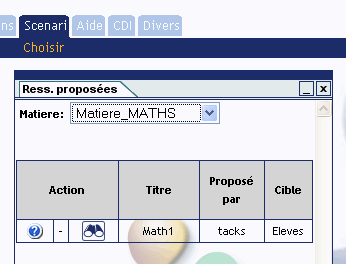 ns Scenari Aide CDI Divers
Choisir
Ress. proposées
Matiere: Matiere_MATHS
Action Titre Proposé par Cible
- Math1 tacks Eleves